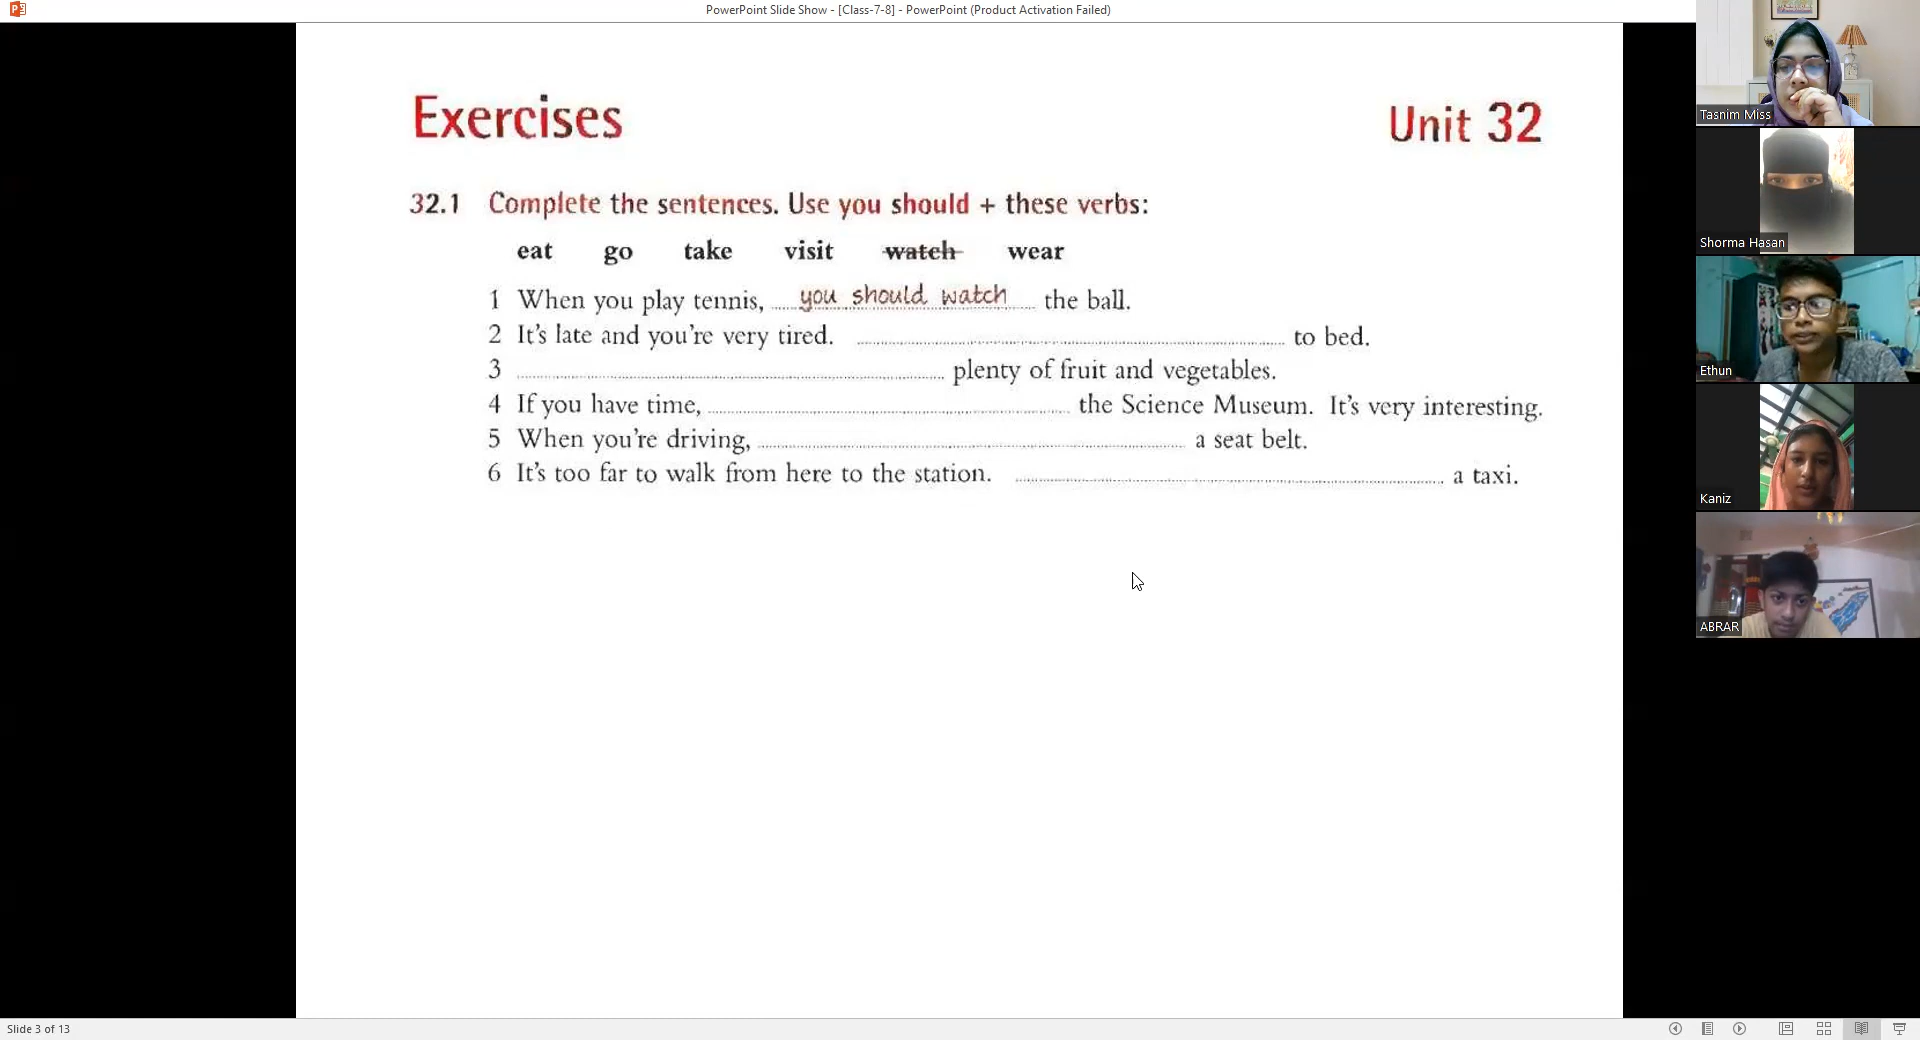 PowerPoint Slide Show - [Class-7-8] - PowerPoint (Product Activation Failed)
Exercises
Unit 32
32.1 Complete the sentences. Use you should + these verbs:
eat go take visit watch wear
1 When you play tennis, you should watch the ball.
2 It's late and you're very tired. to bed.
3 plenty of fruit and vegetables.
4 If you have time, the Science Museum. It's very interesting.
5 When you're driving, a seat belt.
6 It's too far to walk from here to the station. a taxi.
Tasnim Miss
Shorma Hasan
Ethun
Kaniz
ABRAR
Slide 3 of 13